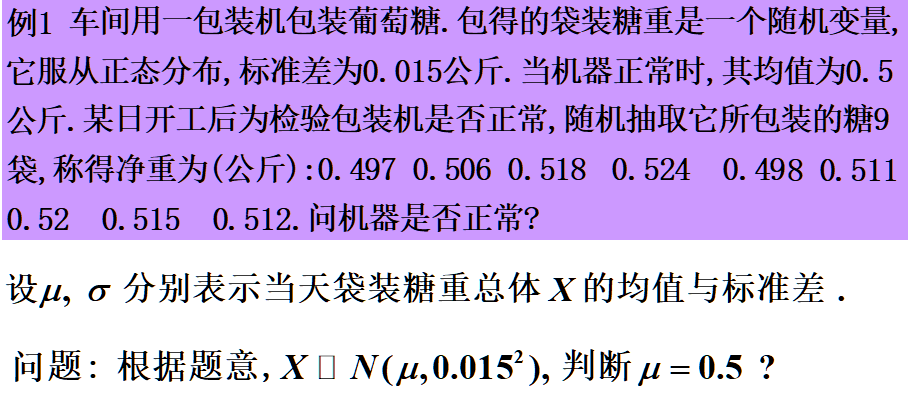 例1 车间用一包装机包装葡萄糖.包得的袋装糖重是一个随机变量,
它服从正态分布,标准差为0.015公斤.当机器正常时,其均值为0.5
公斤.某日开工后为检验包装机是否正常,随机抽取它所包装的糖9
袋,称得净重为(公斤):0.497 0.506 0.518 0.524 0.498 0.511
0.52 0.515 0.512.问机器是否正常?
设μ, σ 分别表示当天袋装糖重总体 X 的均值与标准差 .
问题: 根据题意, X □ N(μ,0.015²), 判断 μ = 0.5 ?